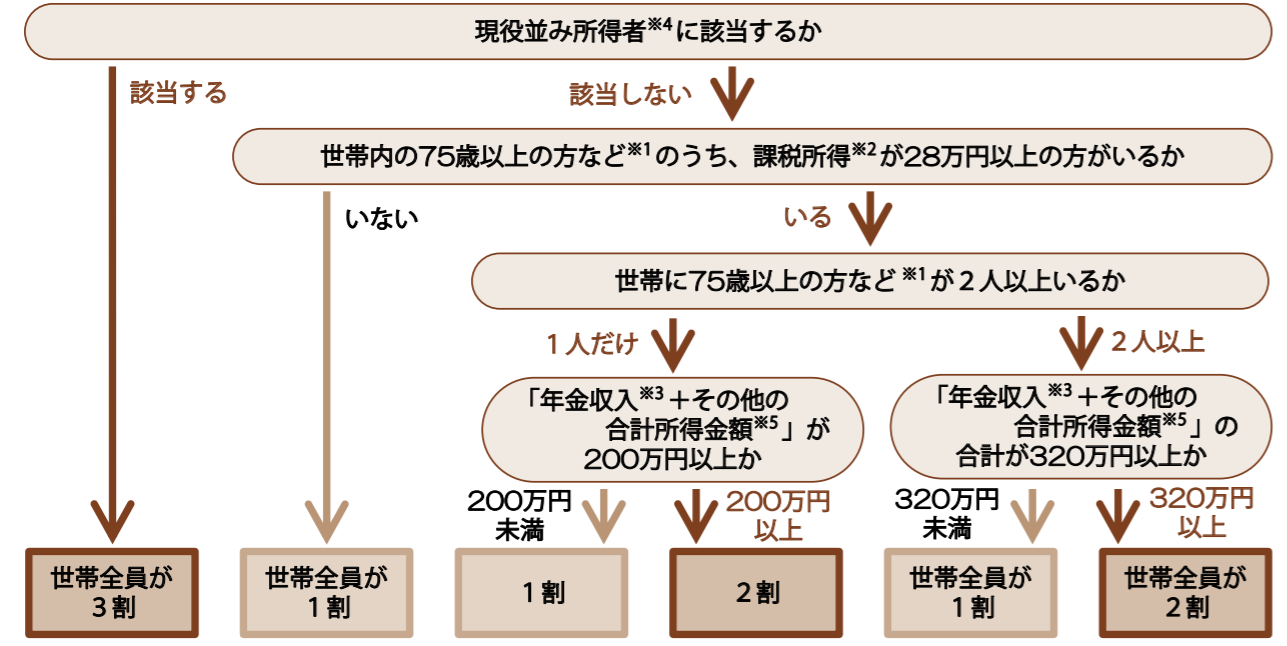 現役並み所得者※4に該当するか
該当する
該当しない
世帯内の75歳以上の方など※1のうち、課税所得※2が28万円以上の方がいるか
いない
いる
世帯に75歳以上の方など※1が2人以上いるか
1人だけ
2人以上
「年金収入※3+その他の
合計所得金額※5」が
200万円以上か
「年金収入※3+その他の
合計所得金額※5」の
合計が320万円以上か
200万円
未満
200万円
以上
320万円
未満
320万円
以上
世帯全員が
3割
世帯全員が
1割
1割
2割
世帯全員が
1割
世帯全員が
2割